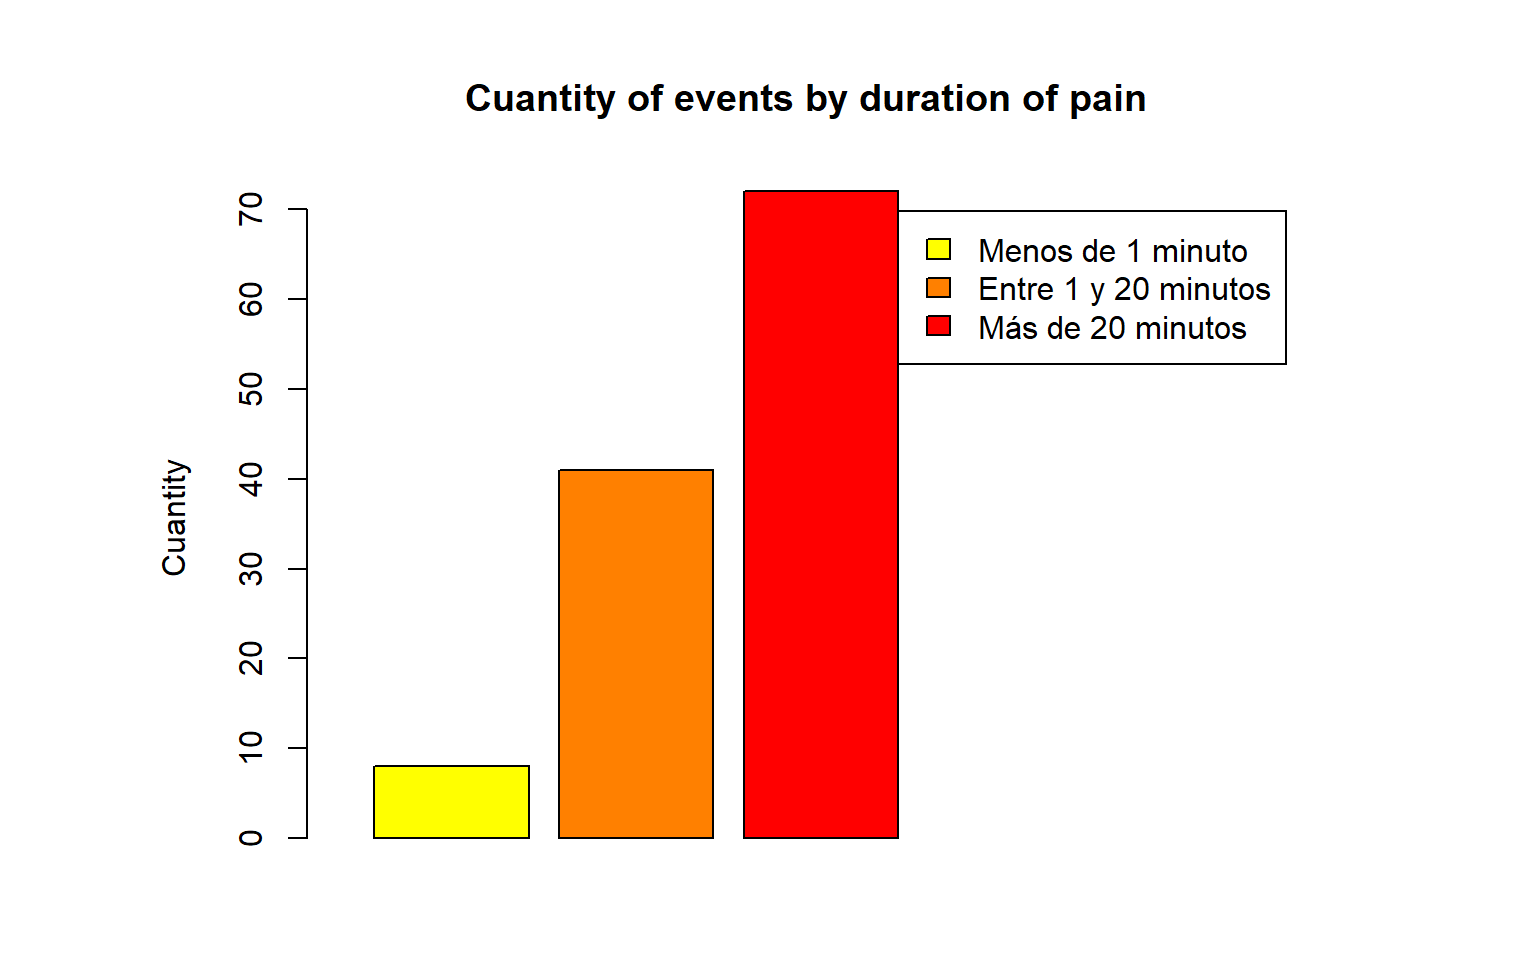 Cuantity of events by duration of pain
Cuantity
70
60
50
40
30
20
10
0
Menos de 1 minuto
Entre 1 y 20 minutos
Más de 20 minutos